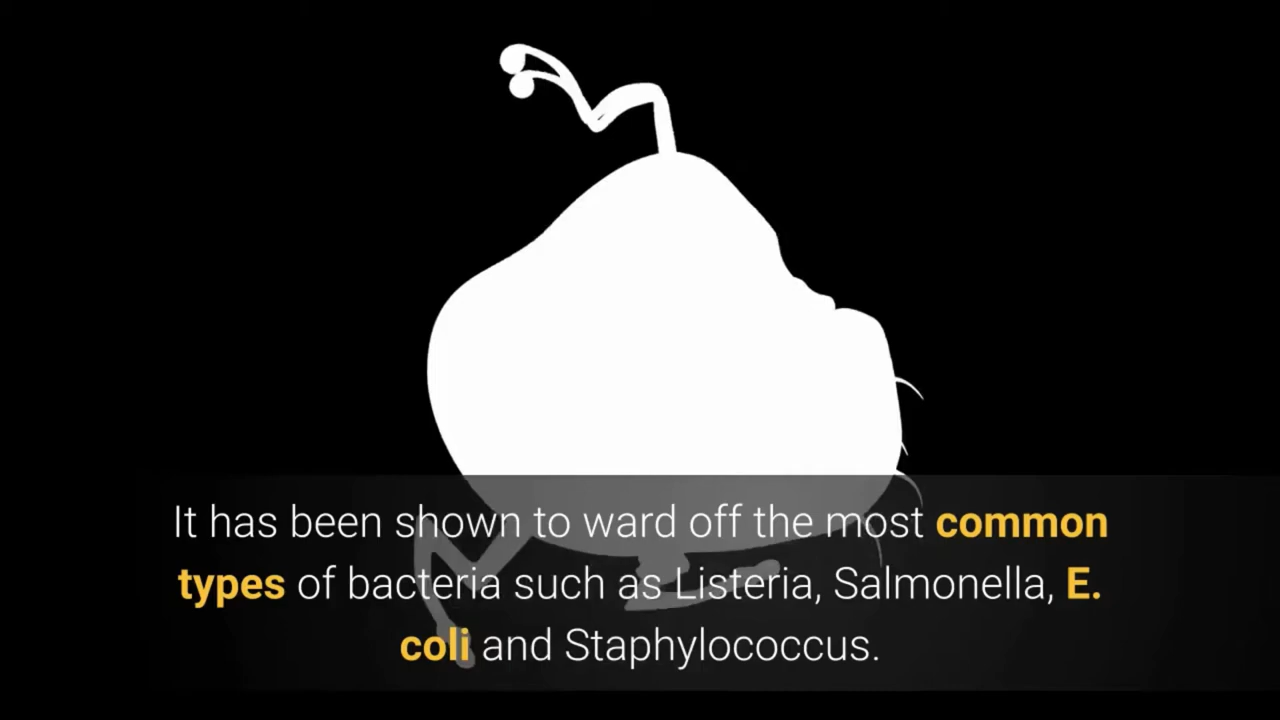 It has been shown to ward off the most common
types of bacteria such as Listeria, Salmonella, E.
coli and Staphylococcus.